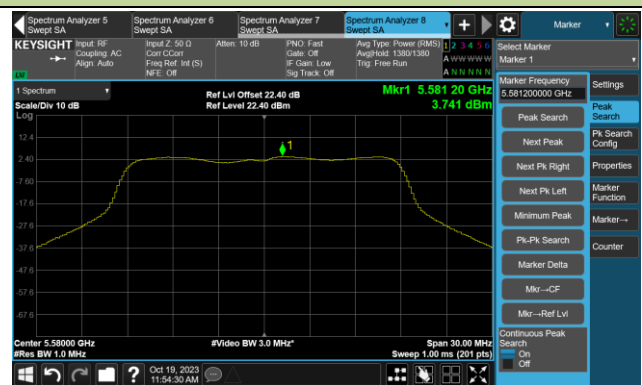 Spectrum Analyzer 5
Swept SA
Spectrum Analyzer 6
Swept SA
Spectrum Analyzer 7
Swept SA
Spectrum Analyzer 8
Swept SA
Marker
KEYSIGHT
Input: RF
Coupling: AC
Align: Auto
Input Z: 50 Ω
Corr CCorr
Freq Ref: Int (S)
NFE: Off
Atten: 10 dB
PNO: Fast
Gate: Off
IF Gain: Low
Sig Track: Off
Avg Type: Power (RMS)
Avg|Hold: 1380/1380
Trig: Free Run
1 2 3 4 5 6
A W W W W W
A N N N N N
Select Marker
Marker 1
1 Spectrum
Scale/Div 10 dB
Log
Ref Lvl Offset 22.40 dB
Ref Level 22.40 dBm
Mkr1 5.581 20 GHz
3.741 dBm
12.4
2.40
-7.60
-17.6
-27.6
-37.6
-47.6
-57.6
-67.6
1
Center 5.58000 GHz
#Res BW 1.0 MHz
#Video BW 3.0 MHz*
Span 30.00 MHz
Sweep 1.00 ms (201 pts)
Marker Frequency
5.581200000 GHz
Peak Search
Next Peak
Next Pk Right
Next Pk Left
Minimum Peak
Pk-Pk Search
Marker Delta
Mkr→CF
Mkr→Ref Lvl
Continuous Peak
Search
On
Off
Settings
Peak
Search
Pk Search
Config
Properties
Marker
Function
Marker→
Counter
Oct 19, 2023
11:54:30 AM